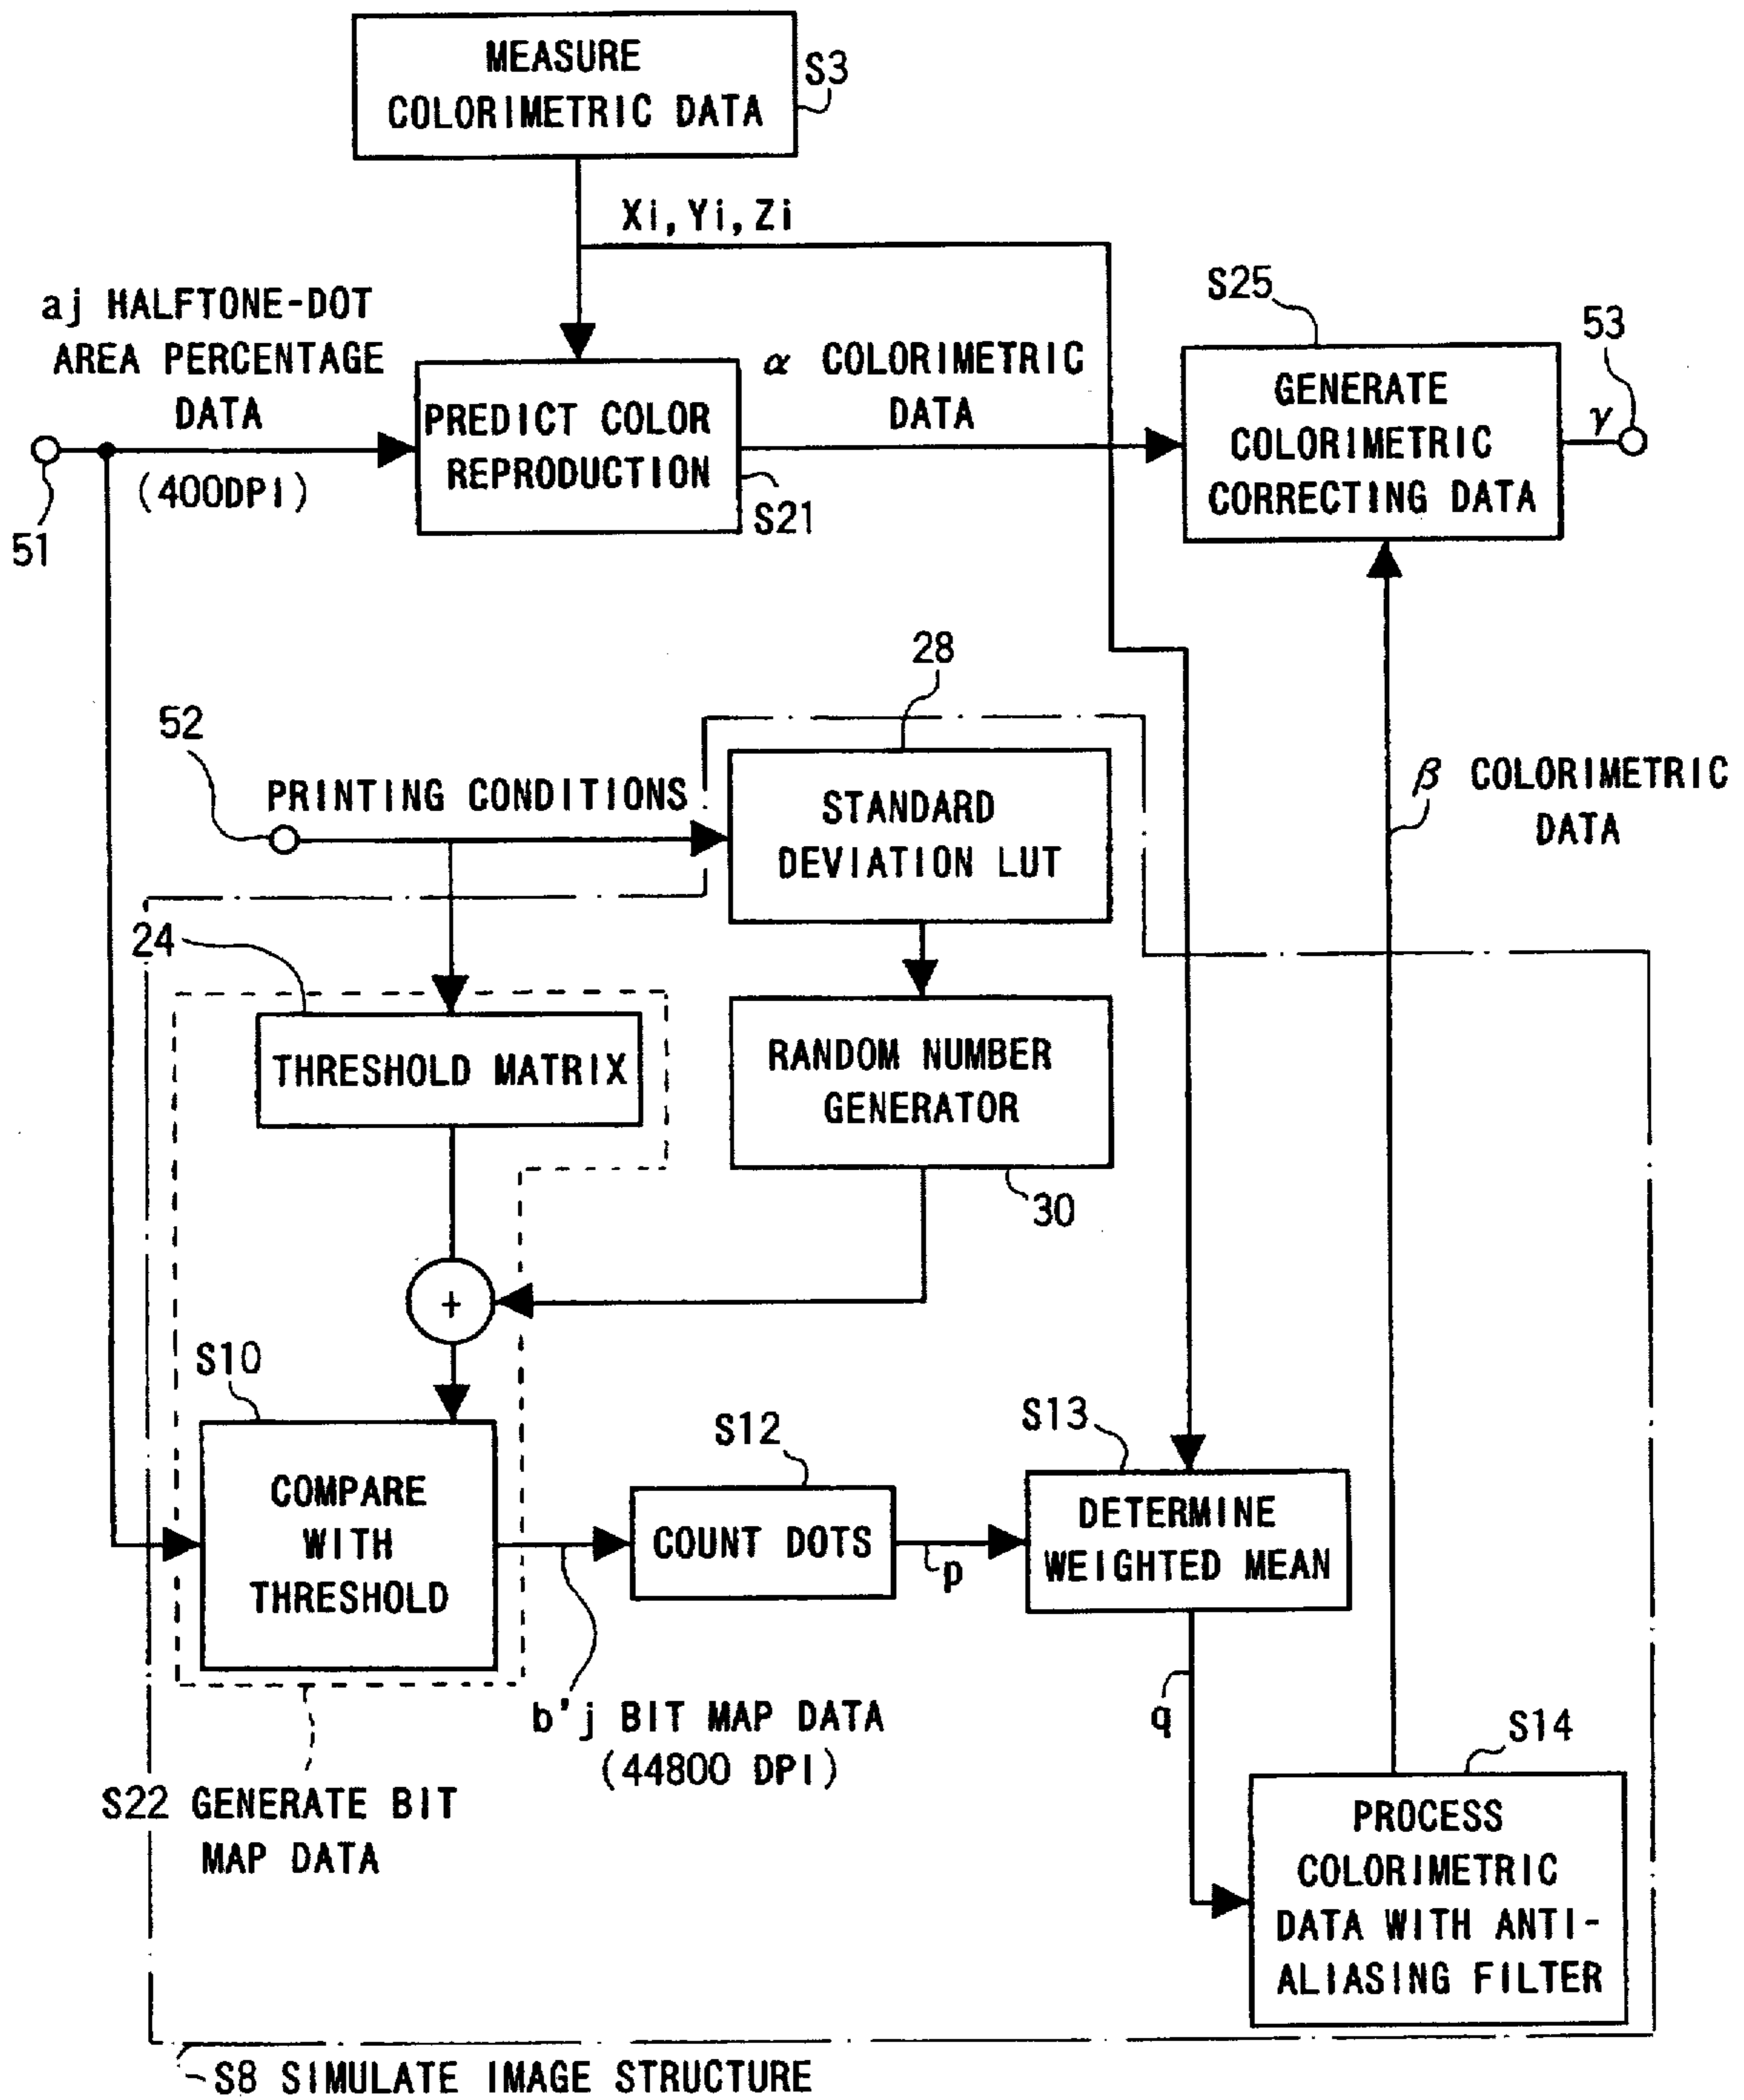 MEASURE
COLORIMETRIC DATA
S3
Xi, Yi, Zi
aj HALFTONE-DOT
AREA PERCENTAGE
DATA
(400DPI)
51
PREDICT COLOR
REPRODUCTION
S21
α COLORIMETRIC
DATA
S25
GENERATE
COLORIMETRIC
CORRECTING DATA
γ
53
52
PRINTING CONDITIONS
28
STANDARD
DEVIATION LUT
β COLORIMETRIC
DATA
24
THRESHOLD MATRIX
RANDOM NUMBER
GENERATOR
30
+
S10
COMPARE
WITH
THRESHOLD
S12
COUNT DOTS
p
S13
DETERMINE
WEIGHTED MEAN
b'j BIT MAP DATA
(44800 DPI)
q
S22 GENERATE BIT
MAP DATA
S14
PROCESS
COLORIMETRIC
DATA WITH ANTI-
ALIASING FILTER
S8 SIMULATE IMAGE STRUCTURE